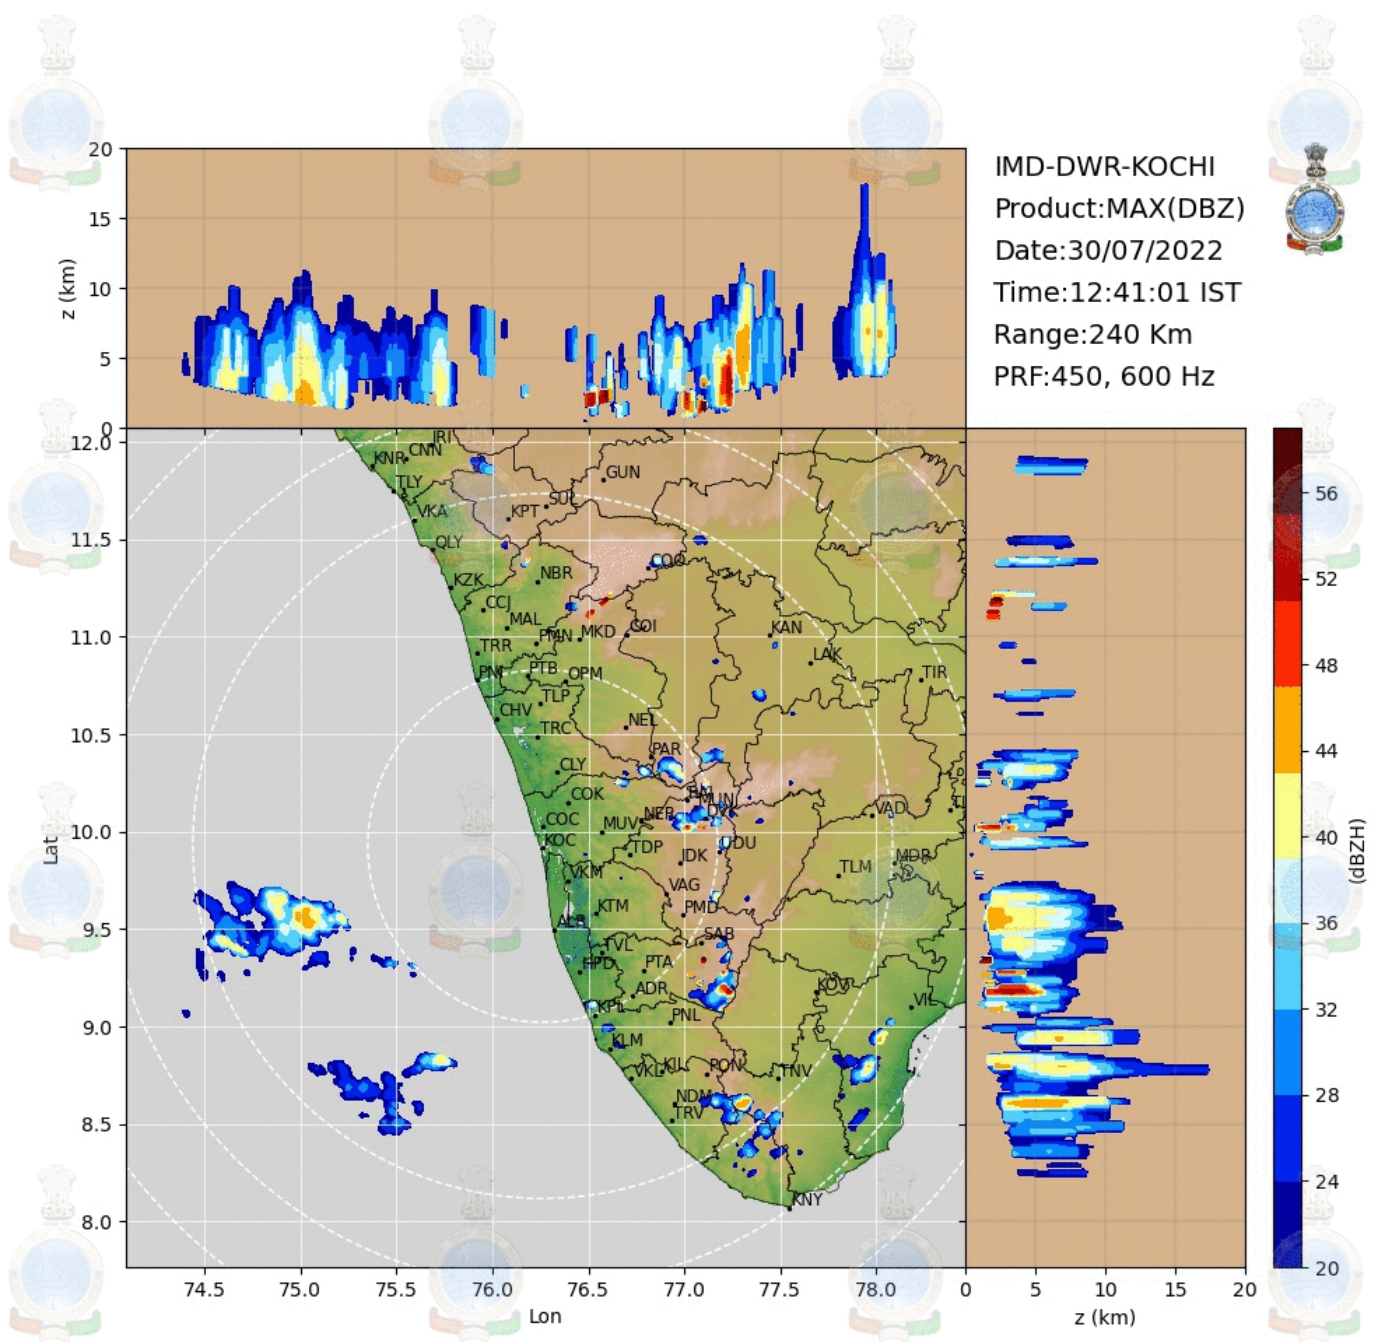 IMD-DWR-KOCHI
Product:MAX(DBZ)
Date:30/07/2022
Time:12:41:01 IST
Range:240 Km
PRF:450, 600 Hz
20
15
10
5
0
z (km)
12.0
11.5
11.0
10.5
10.0
9.5
9.0
8.5
8.0
Lat
IRI
CNN
KNR
TLY
GUN
SUL
VKA
KPT
QLY
KZK
NBR
CCJ
MAL
PMN
MKD
COI
KAN
TRR
LAK
PNI
PTB
OPM
TIR
TLP
CHV
NEL
TRC
PAR
CLY
COK
MUN
VAD
COC
MUV
NER
KOC
TDP
IDK
UDU
MDR
TLM
VKM
VAG
KTM
PMD
ALP
SAB
TVL
HPD
PTA
ADR
KOV
KPL
PNL
VIL
KLM
VKL
KIL
PON
TNV
NDM
TRV
KNY
74.5 75.0 75.5 76.0 76.5 77.0 77.5 78.0
Lon
0 5 10 15 20
z (km)
56
52
48
44
40
36
32
28
24
20
(dBZH)